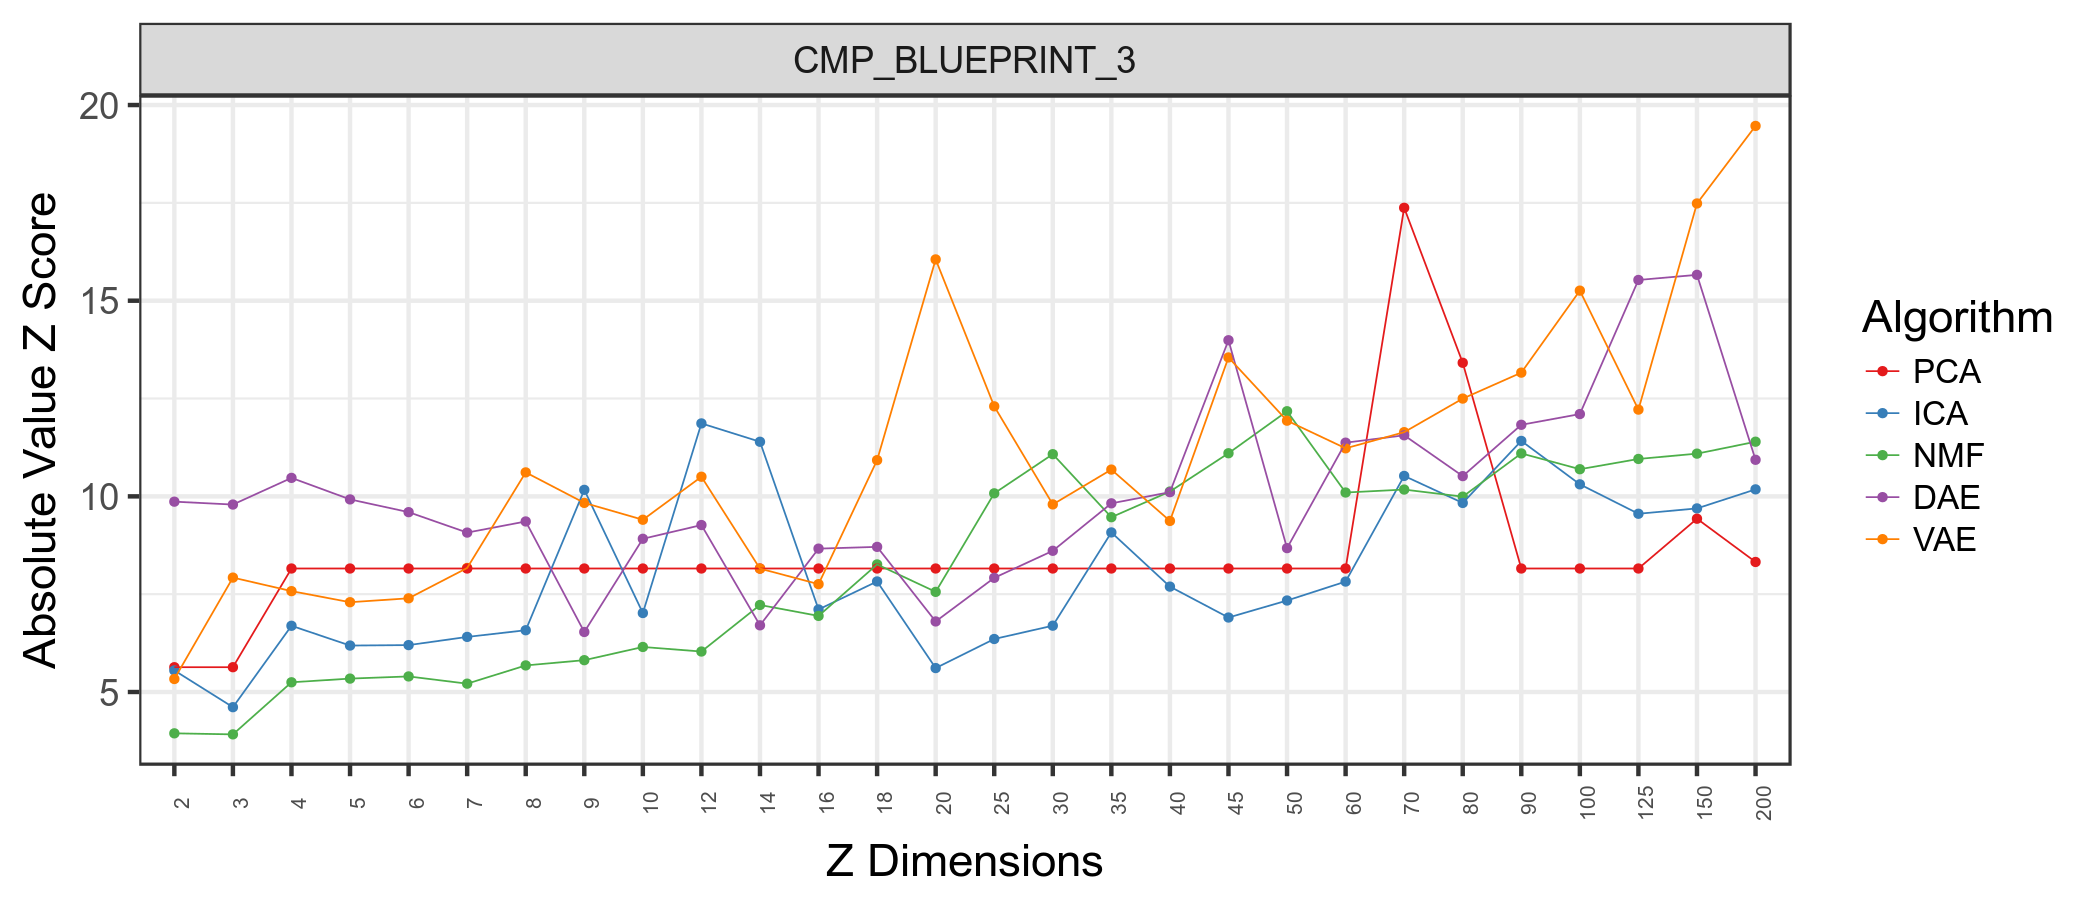 CMP_BLUEPRINT_3
Absolute Value Z Score
20
15
10
5
2 3 4 5 6 7 8 9 10 12 14 16 18 20 25 30 35 40 45 50 60 70 80 90 100 125 150 200
Z Dimensions
Algorithm
PCA
ICA
NMF
DAE
VAE